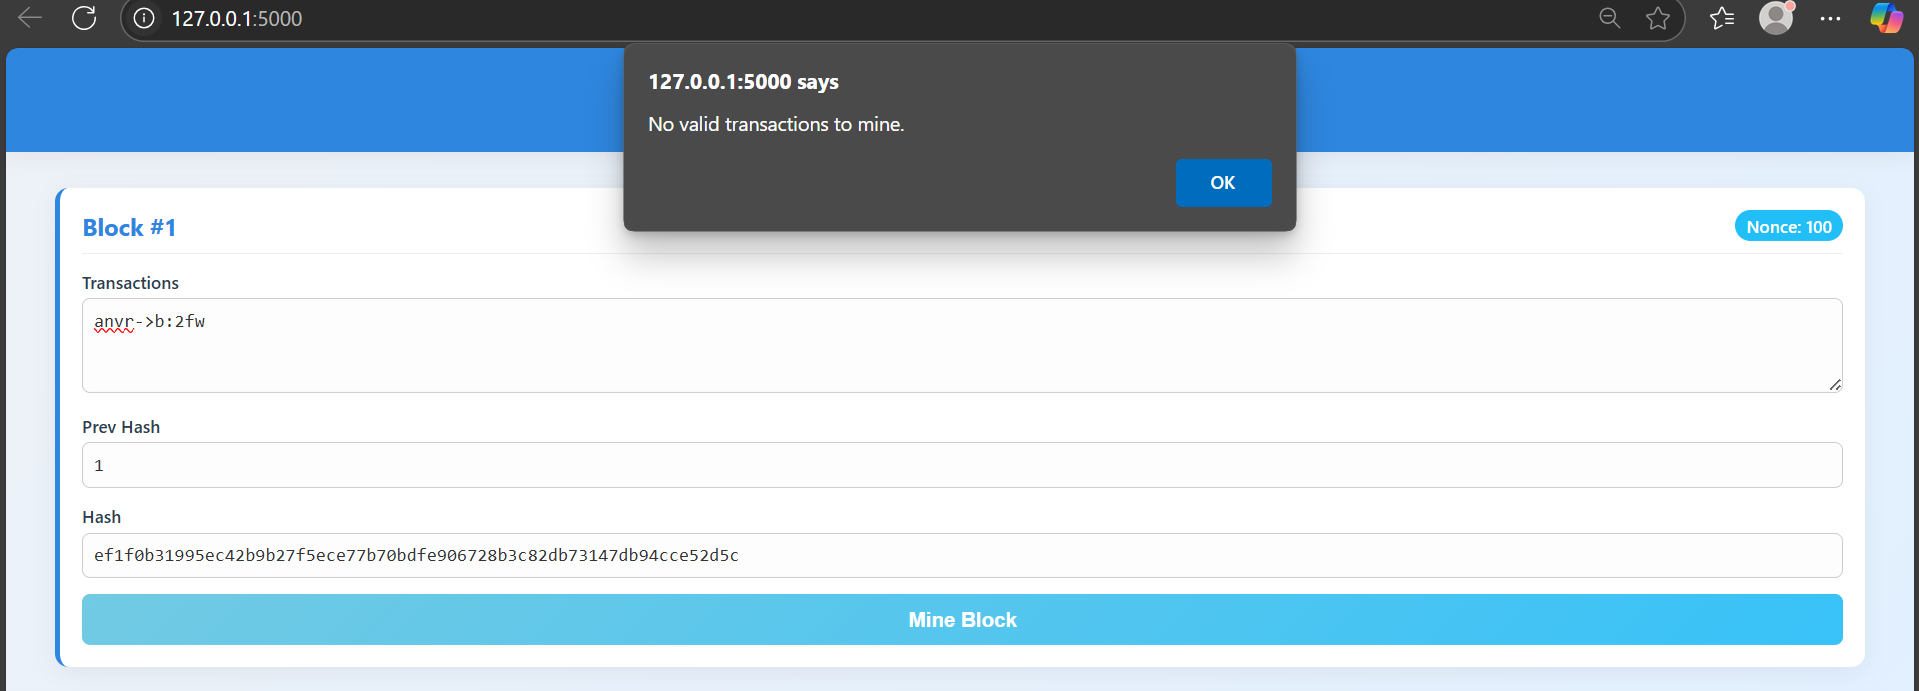 127.0.0.1:5000
127.0.0.1:5000 says
No valid transactions to mine.
OK
Block #1
Nonce: 100
Transactions
anvr->b:2fw
Prev Hash
1
Hash
ef1f0b31995ec42b9b27f5ece77b70bdfe906728b3c82db73147db94cce52d5c
Mine Block